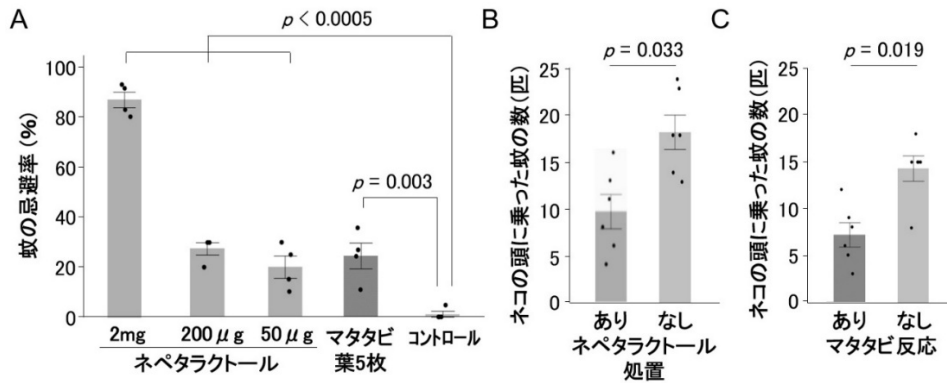 A
p < 0.0005
蚊の忌避率 (%)
100
80
60
40
20
0
p = 0.003
2mg
200μg
50μg
マタタビ
葉5枚
コントロール
ネペタラクトール
B
p = 0.033
ネコの頭に乗った蚊の数(匹)
25
20
15
10
5
0
あり
なし
ネペタラクトール
処置
C
p = 0.019
ネコの頭に乗った蚊の数(匹)
25
20
15
10
5
0
あり
なし
マタタビ反応